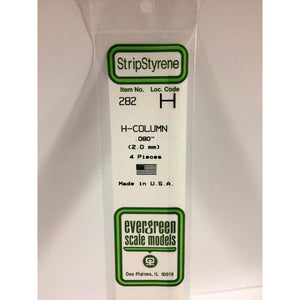 StripStyrene
Item No. Loc. Code
282 H
H-COLUMN
.080"
(2.0 mm)
4 Pieces
Made in U.S.A.
evergreen
scale models
Des Plaines, IL 60018